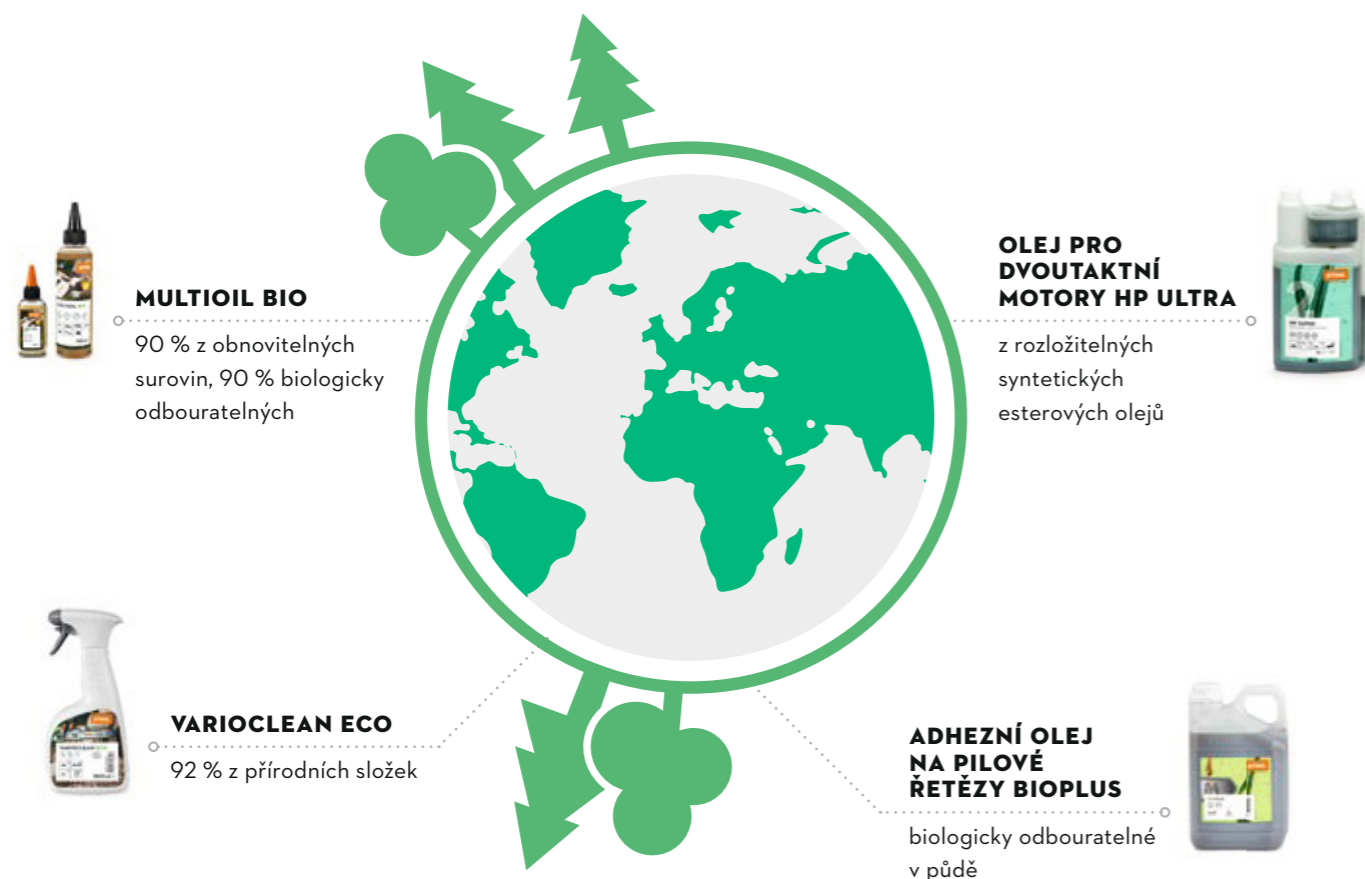 MULTIOIL BIO
90 % z obnovitelných
surovin, 90 % biologicky
odbouratelných
OLEJ PRO
DVOUTAKTNÍ
MOTORY HP ULTRA
z rozložitelných
syntetických
esterových olejů
VARIOCLEAN ECO
92 % z přírodních složek
ADHEZNÍ OLEJ
NA PILOVÉ
ŘETĚZY BIOPLUS
biologicky odbouratelné
v půdě